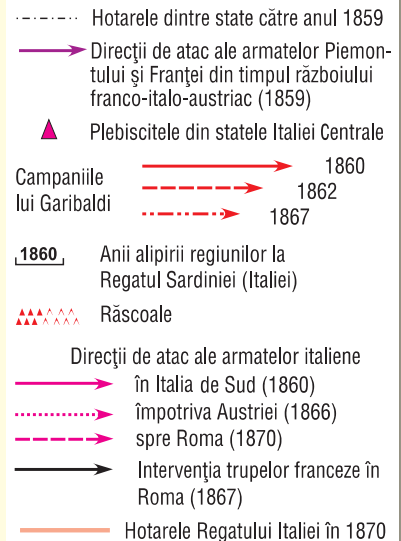 Hotarele dintre state către anul 1859
Direcţii de atac ale armatelor Piemon-
tului şi Franţei din timpul războiului
franco-italo-austriac (1859)
Plebiscitele din statele Italiei Centrale
Campaniile
lui Garibaldi
1860
1862
1867
1860
Anii alipirii regiunilor la
Regatul Sardiniei (Italiei)
Răscoale
Direcţii de atac ale armatelor italiene
în Italia de Sud (1860)
împotriva Austriei (1866)
spre Roma (1870)
Intervenţia trupelor franceze în
Roma (1867)
Hotarele Regatului Italiei în 1870